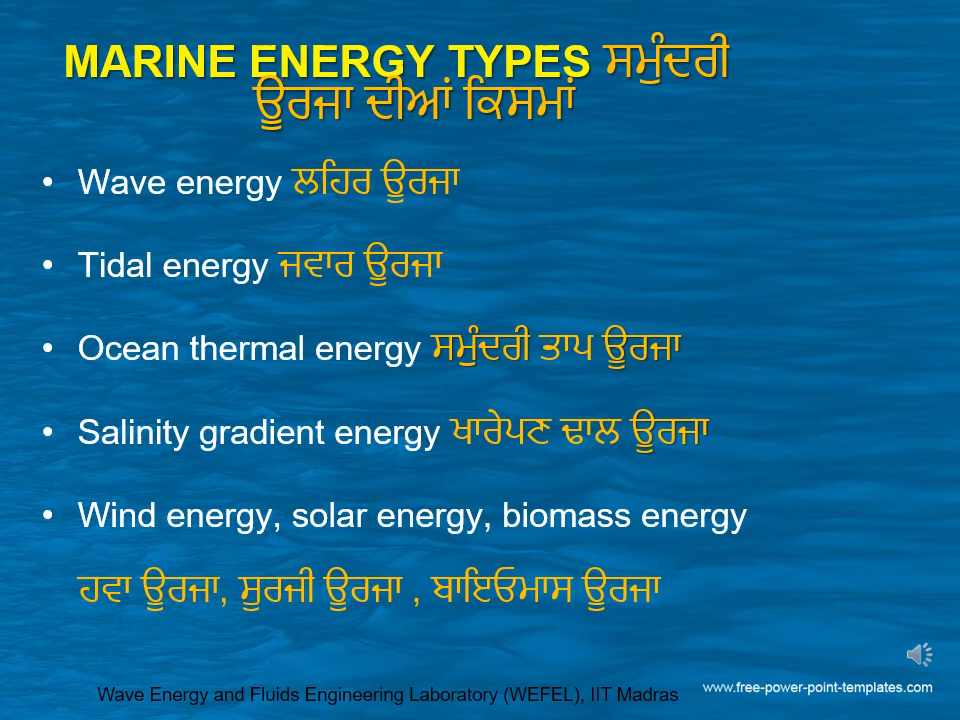 MARINE ENERGY TYPES ਸਮੁੰਦਰੀ
ਊਰਜਾ ਦੀਆਂ ਕਿਸਮਾਂ
• Wave energy ਲਹਿਰ ਊਰਜਾ
• Tidal energy ਜਵਾਰ ਊਰਜਾ
• Ocean thermal energy ਸਮੁੰਦਰੀ ਤਾਪ ਊਰਜਾ
• Salinity gradient energy ਖਾਰੇਪਣ ਢਾਲ ਊਰਜਾ
• Wind energy, solar energy, biomass energy
ਹਵਾ ਊਰਜਾ, ਸੂਰਜੀ ਊਰਜਾ , ਬਾਇਓਮਾਸ ਊਰਜਾ
Wave Energy and Fluids Engineering Laboratory (WEFEL), IIT Madras
www.free-power-point-templates.com